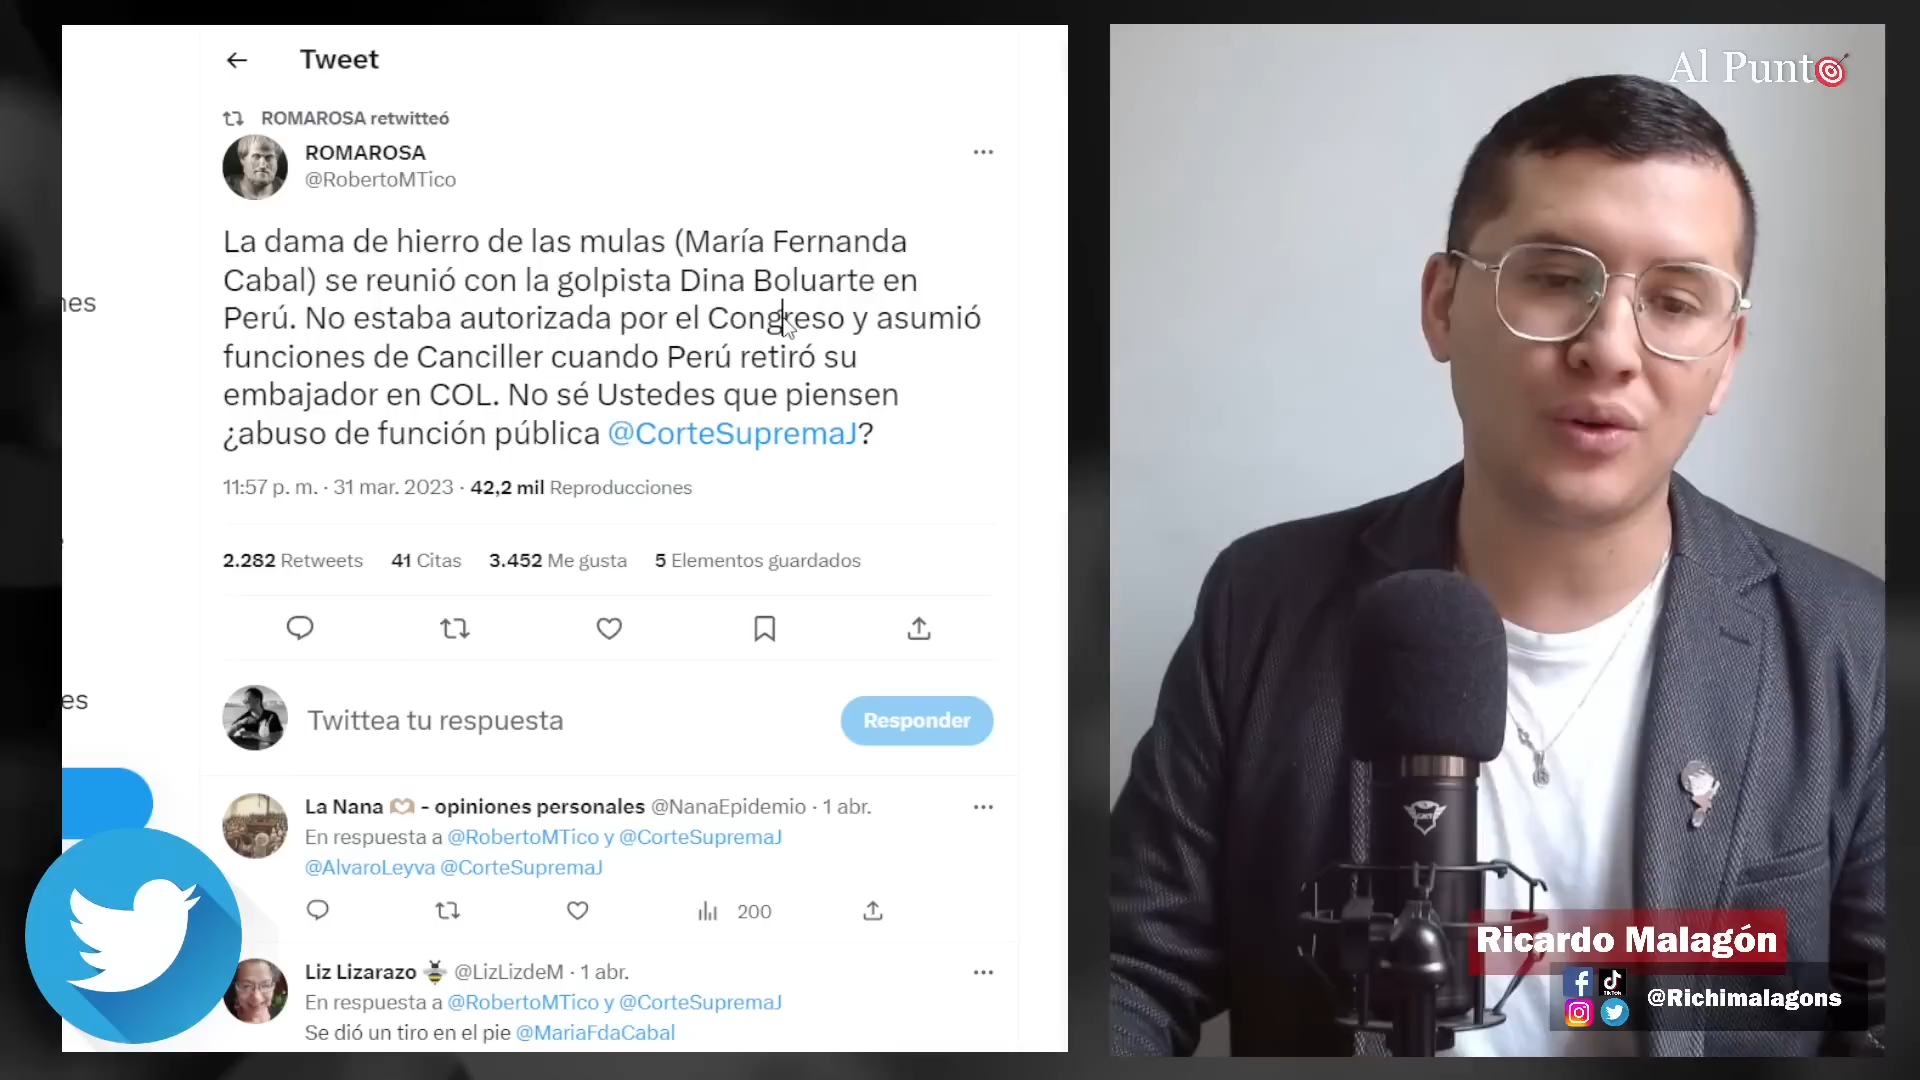 Tweet
ROMAROSA retwitteó
ROMAROSA
@RobertoMTico
La dama de hierro de las mulas (María Fernanda
Cabal) se reunió con la golpista Dina Boluarte en
Perú. No estaba autorizada por el Congreso y asumió
funciones de Canciller cuando Perú retiró su
embajador en COL. No sé Ustedes que piensen
¿abuso de función pública @CorteSupremaJ?
11:57 p. m. · 31 mar. 2023 · 42,2 mil Reproducciones
2.282 Retweets 41 Citas 3.452 Me gusta 5 Elementos guardados
Twittea tu respuesta
Responder
La Nana 🫶🏼 - opiniones personales @NanaEpidemio · 1 abr.
En respuesta a @RobertoMTico y @CorteSupremaJ
@AlvaroLeyva @CorteSupremaJ
200
Liz Lizarazo 🐝 @LizLizdeM · 1 abr.
En respuesta a @RobertoMTico y @CorteSupremaJ
Se dió un tiro en el pie @MariaFdaCabal
nes
es
Al Punto
Ricardo Malagón
@Richimalagons